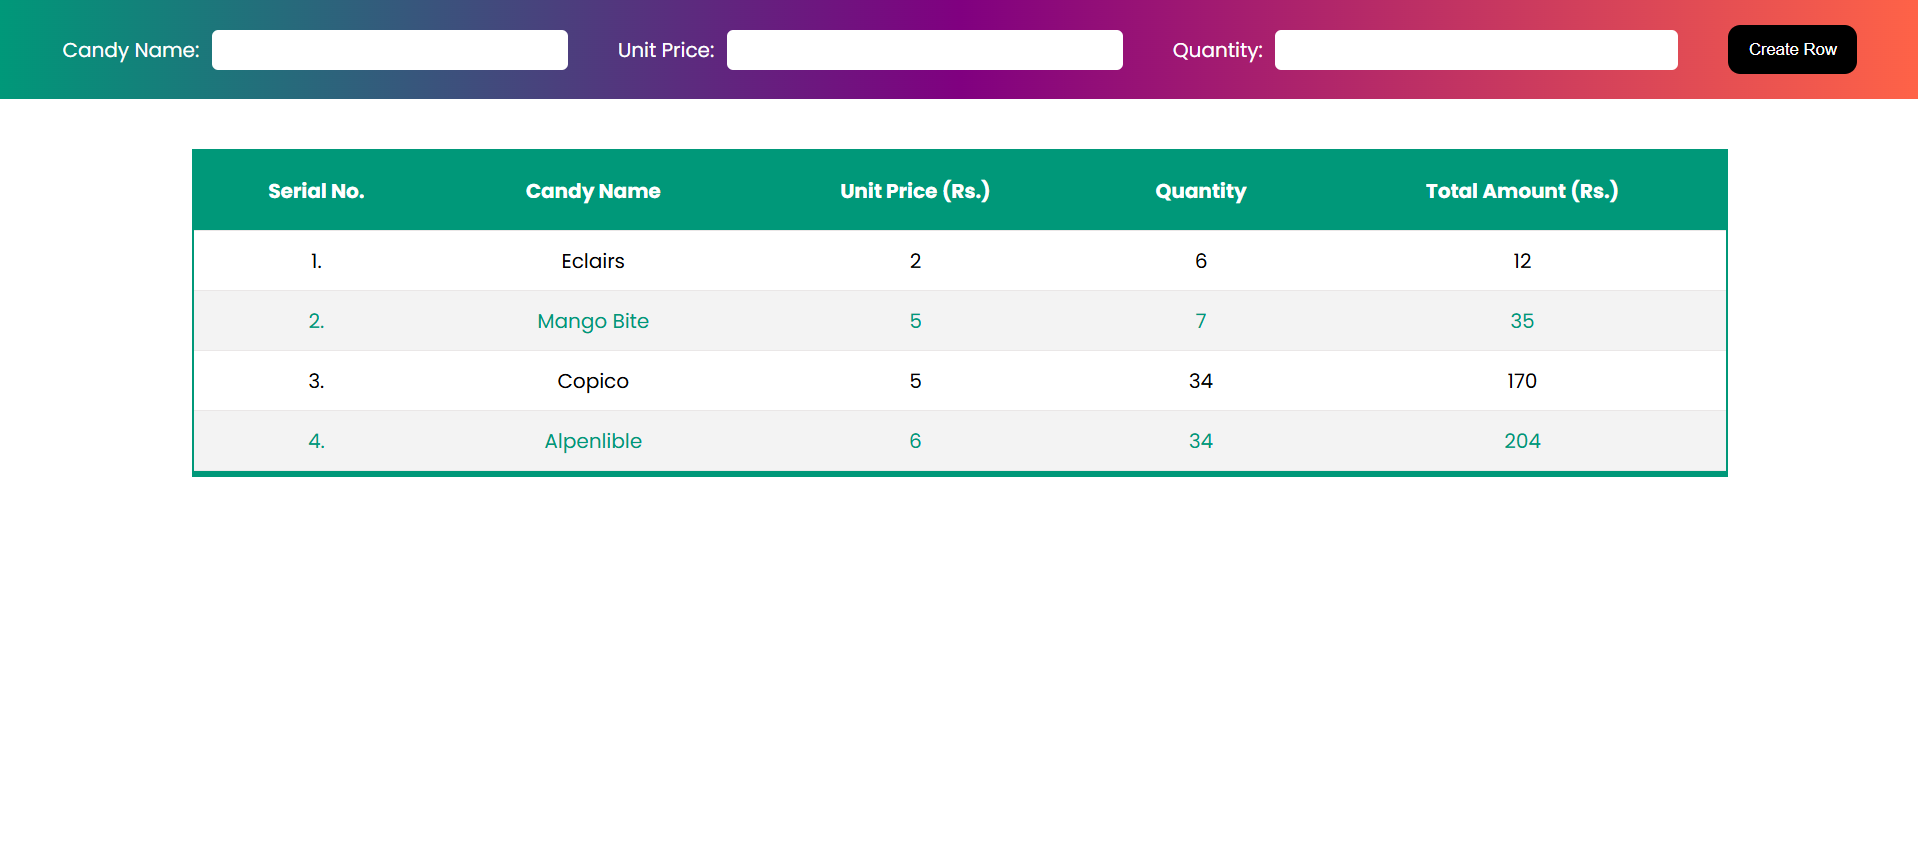 Candy Name: Unit Price: Quantity: Create Row
Serial No. Candy Name Unit Price (Rs.) Quantity Total Amount (Rs.)
1. Eclairs 2 6 12
2. Mango Bite 5 7 35
3. Copico 5 34 170
4. Alpenlible 6 34 204